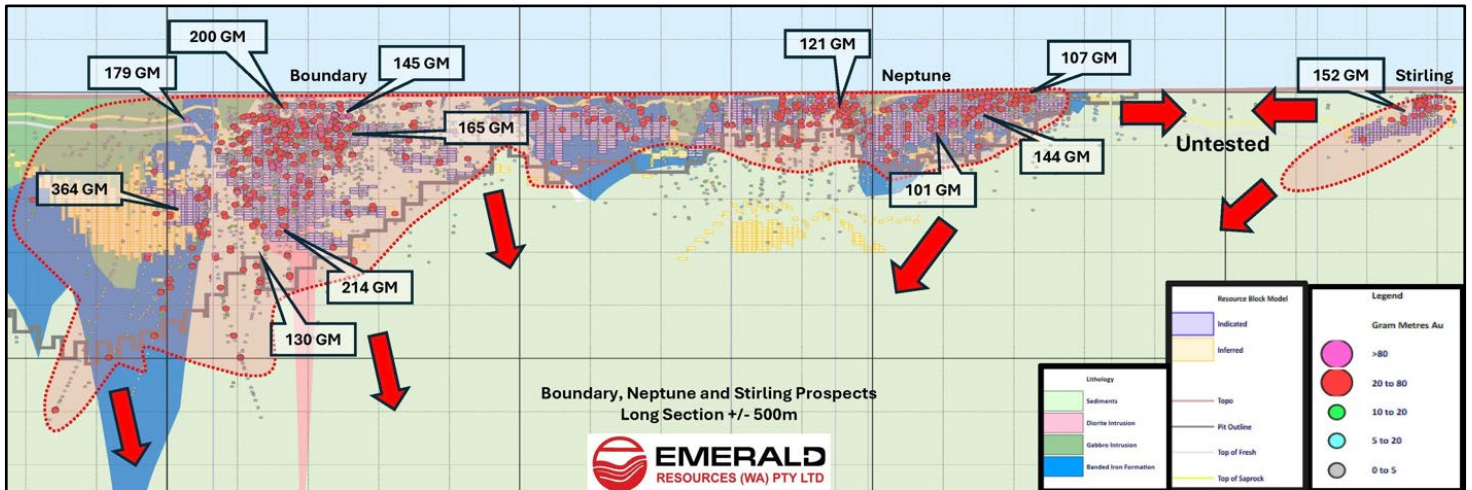 200 GM
179 GM
Boundary
145 GM
121 GM
Neptune
107 GM
152 GM
Stirling
165 GM
Untested
144 GM
364 GM
101 GM
214 GM
130 GM
Boundary, Neptune and Stirling Prospects
Long Section +/- 500m
EMERALD
RESOURCES (WA) PTY LTD
Lithology
Sediments
Diorite Intrusion
Gabbro Intrusion
Banded Iron Formation
Resource Block Model
Indicated
Inferred
Topo
Pit Outline
Top of Fresh
Top of Saprock
Legend
Gram Metres Au
>80
20 to 80
10 to 20
5 to 20
0 to 5